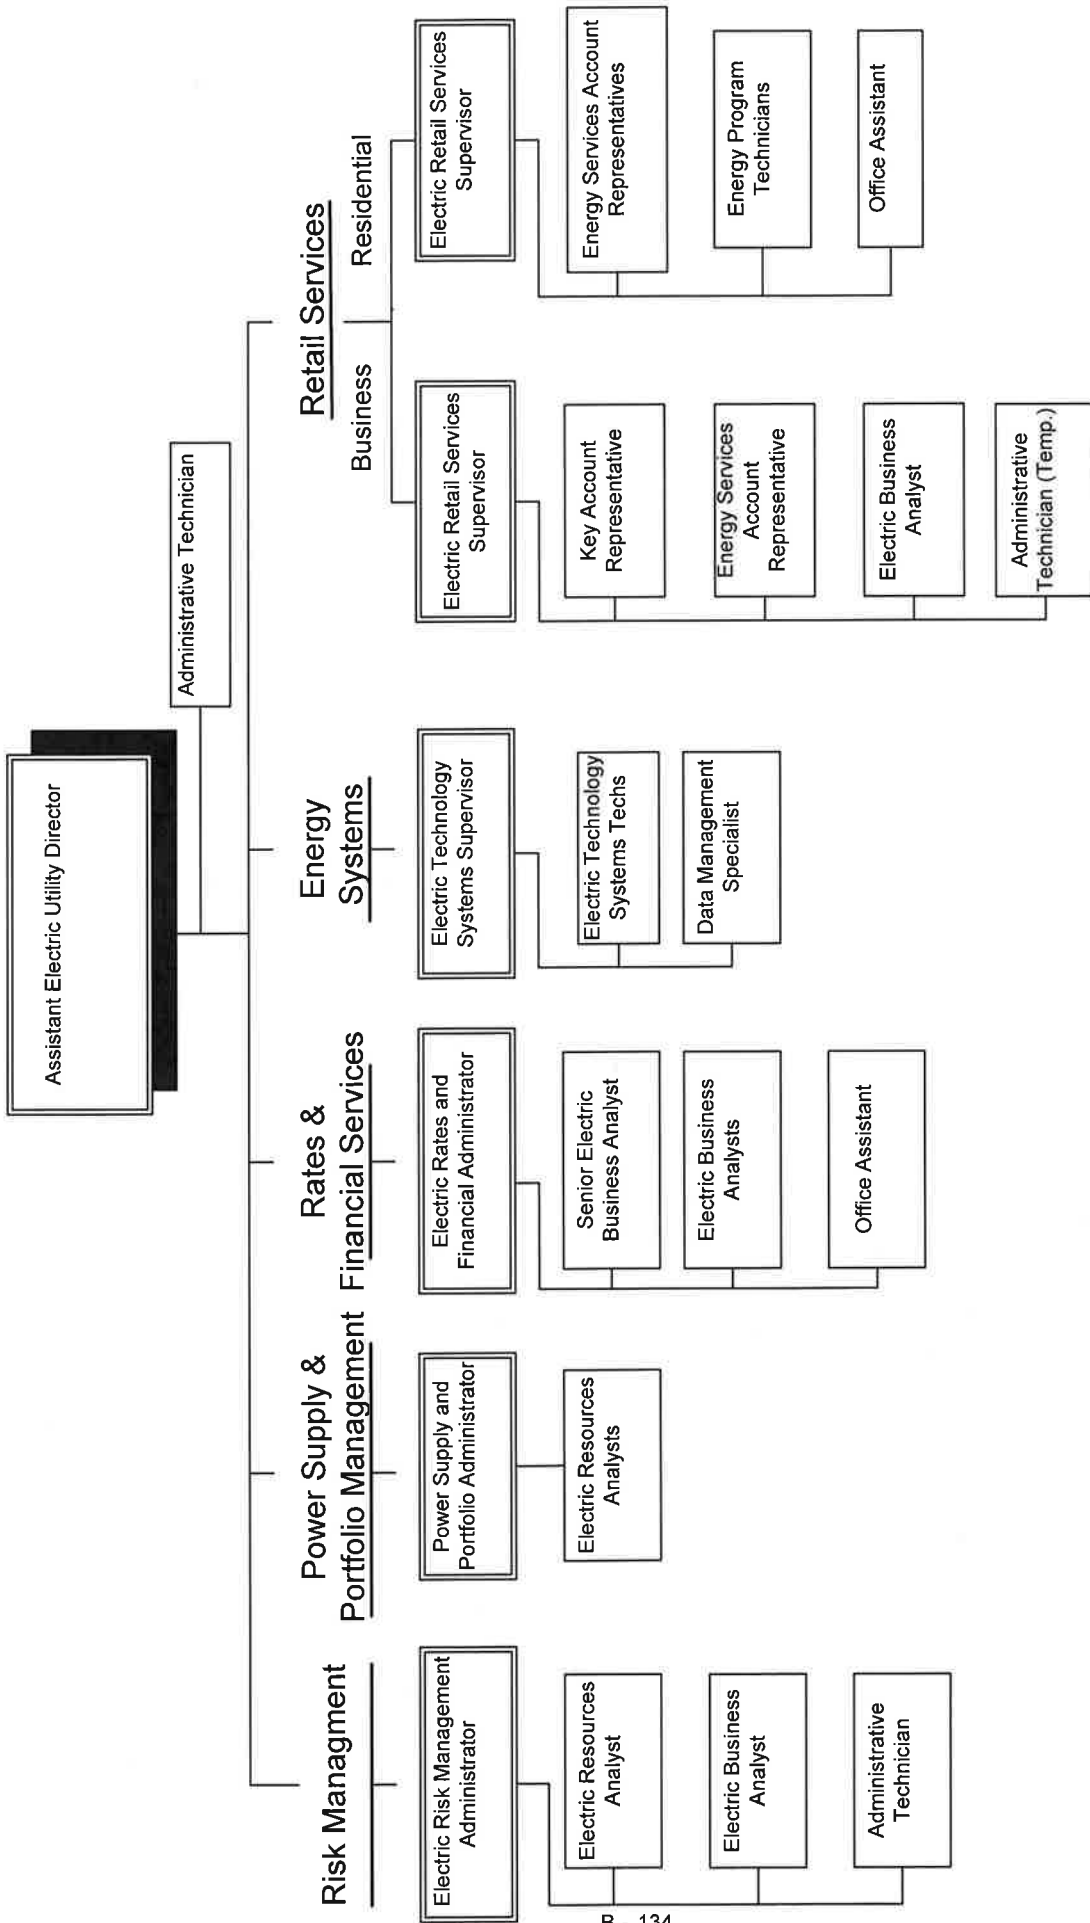 Assistant Electric Utility Director
Administrative Technician
Risk Managment
Electric Risk Management
Administrator
Electric Resources
Analyst
Electric Business
Analyst
Administrative
Technician
Power Supply &
Portfolio Management
Power Supply and
Portfolio Administrator
Electric Resources
Analysts
Rates &
Financial Services
Electric Rates and
Financial Administrator
Senior Electric
Business Analyst
Electric Business
Analysts
Office Assistant
Energy
Systems
Electric Technology
Systems Supervisor
Electric Technology
Systems Techs
Data Management
Specialist
Retail Services
Business
Electric Retail Services
Supervisor
Key Account
Representative
Energy Services
Account
Representative
Electric Business
Analyst
Administrative
Technician (Temp.)
Residential
Electric Retail Services
Supervisor
Energy Services Account
Representatives
Energy Program
Technicians
Office Assistant
B - 134